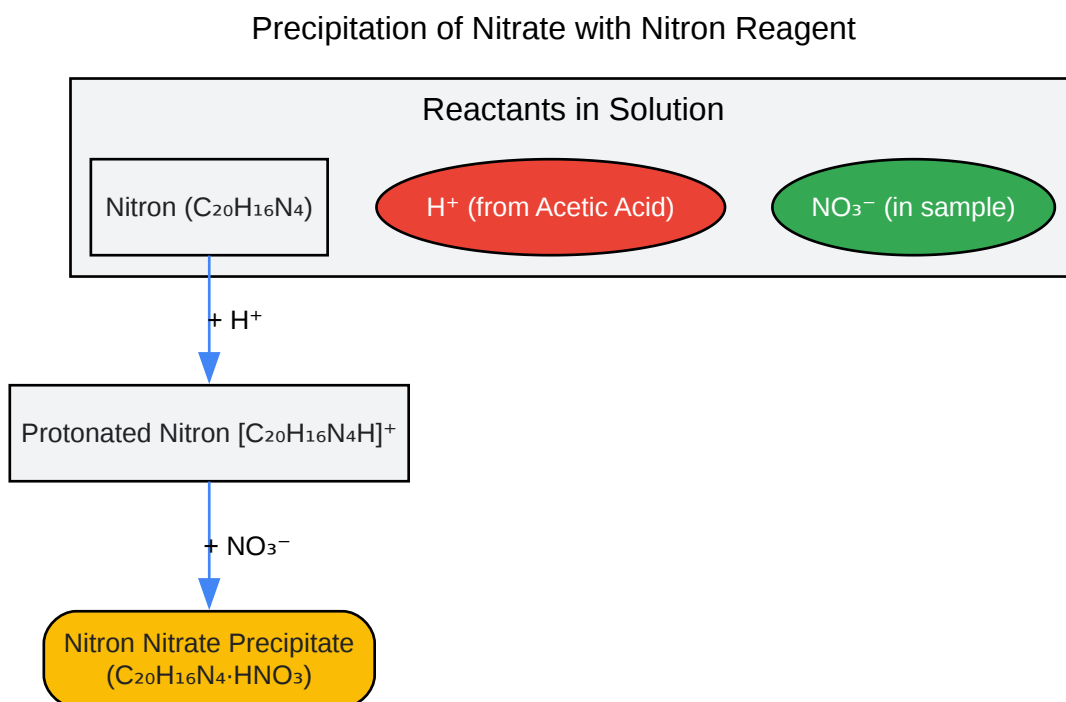 Precipitation of Nitrate with Nitron Reagent
Reactants in Solution
Nitron (C₂₀H₁₆N₄)
H⁺ (from Acetic Acid)
NO₃⁻ (in sample)
+ H⁺
Protonated Nitron [C₂₀H₁₆N₄H]⁺
+ NO₃⁻
Nitron Nitrate Precipitate
(C₂₀H₁₆N₄·HNO₃)